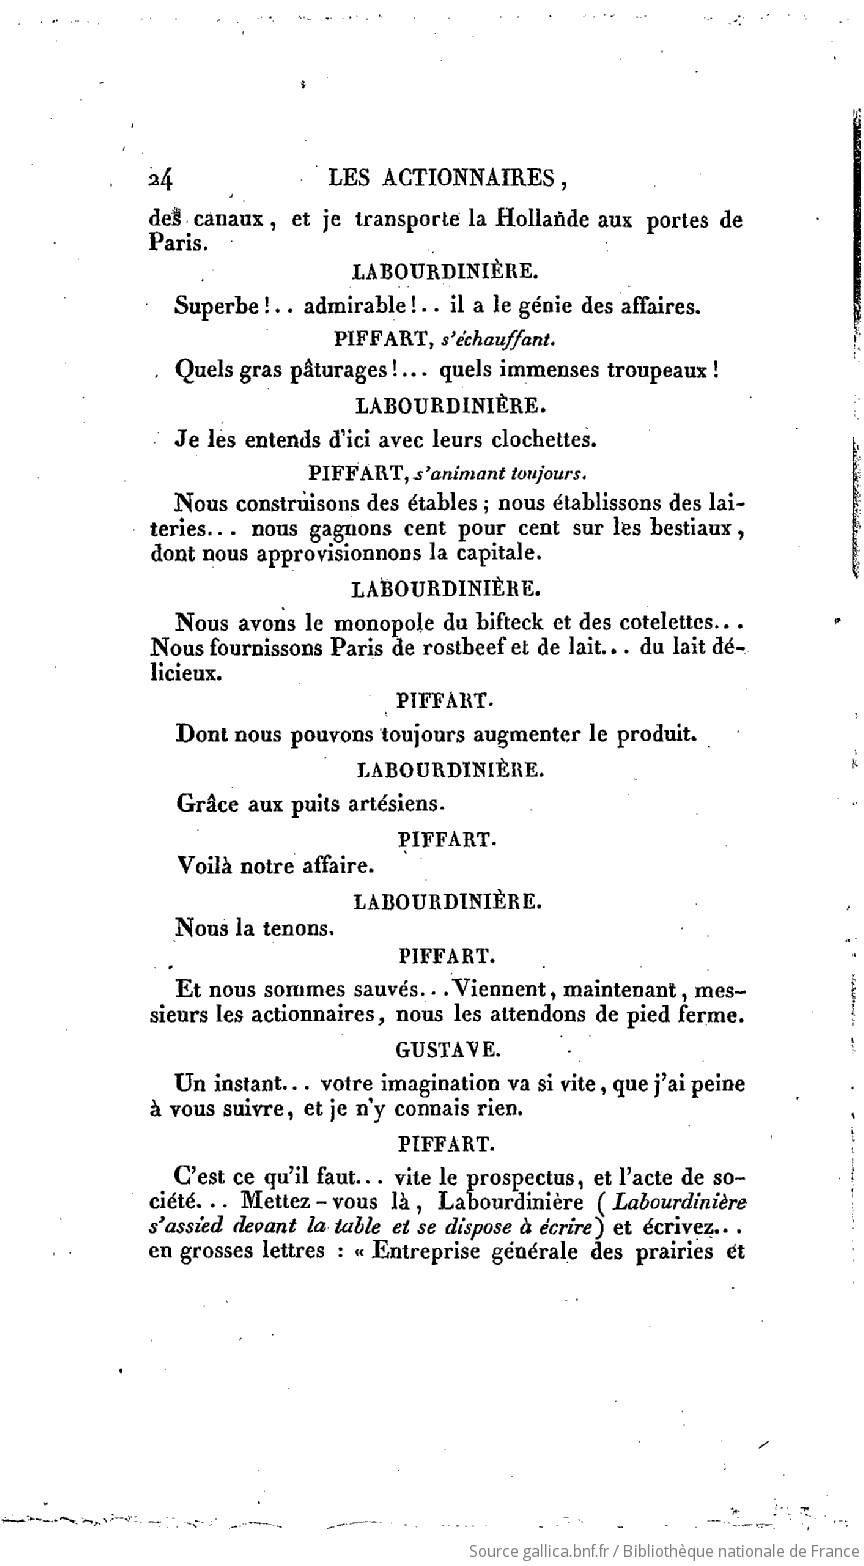 24 LES ACTIONNAIRES,
des canaux, et je transporte la Hollande aux portes de
Paris.
LABOURDINIÈRE.
Superbe!.. admirable!.. il a le génie des affaires.
PIFFART, s'échauffant.
Quels gras pâturages!... quels immenses troupeaux!
LABOURDINIÈRE.
Je les entends d'ici avec leurs clochettes.
PIFFART, s'animant toujours.
Nous construisons des étables; nous établissons des lai-
teries... nous gagnons cent pour cent sur les bestiaux,
dont nous approvisionnons la capitale.
LABOURDINIÈRE.
Nous avons le monopole du bifteck et des cotelettes...
Nous fournissons Paris de rostbeef et de lait... du lait dé-
licieux.
PIFFART.
Dont nous pouvons toujours augmenter le produit.
LABOURDINIÈRE.
Grâce aux puits artésiens.
PIFFART.
Voilà notre affaire.
LABOURDINIÈRE.
Nous la tenons.
PIFFART.
Et nous sommes sauvés...Viennent, maintenant, mes-
sieurs les actionnaires, nous les attendons de pied ferme.
GUSTAVE.
Un instant... votre imagination va si vite, que j'ai peine
à vous suivre, et je n'y connais rien.
PIFFART.
C'est ce qu'il faut... vite le prospectus, et l'acte de so-
ciété... Mettez-vous là, Labourdinière (Labourdinière
s'assied devant la table et se dispose à écrire) et écrivez...
en grosses lettres : « Entreprise générale des prairies et
Source gallica.bnf.fr / Bibliothèque nationale de France